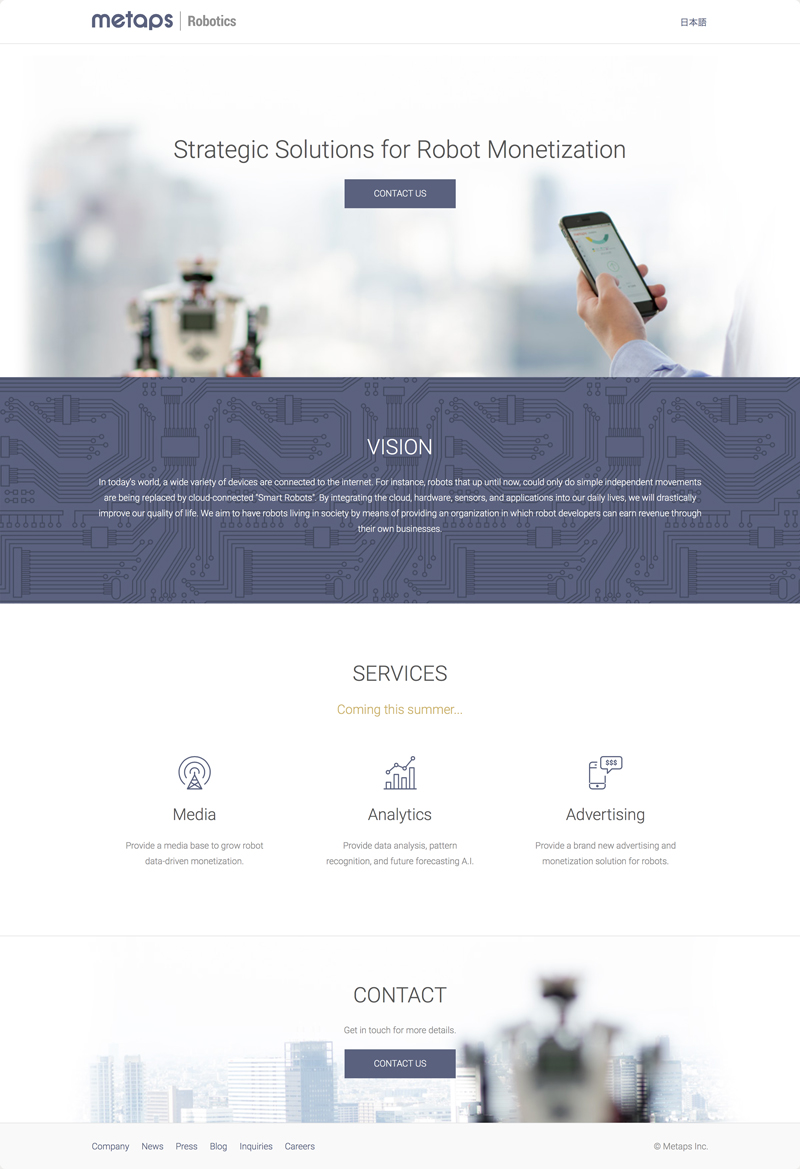 metaps | Robotics
日本語
Strategic Solutions for Robot Monetization
CONTACT US
VISION
In today's world, a wide variety of devices are connected to the internet. For instance, robots that up until now, could only do simple independent movements
are being replaced by cloud-connected "Smart Robots". By integrating the cloud, hardware, sensors, and applications into our daily lives, we will drastically
improve our quality of life. We aim to have robots living in society by means of providing an organization in which robot developers can earn revenue through
their own businesses.
SERVICES
Coming this summer...
$$$
Media
Analytics
Advertising
Provide a media base to grow robot
data-driven monetization.
Provide data analysis, pattern
recognition, and future forecasting A.I.
Provide a brand new advertising and
monetization solution for robots.
CONTACT
Get in touch for more details.
CONTACT US
Company News Press Blog Inquiries Careers
© Metaps Inc.